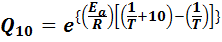 Q₁₀ = e^{(Eₐ/R)[(1/T+10)−(1/T)]}